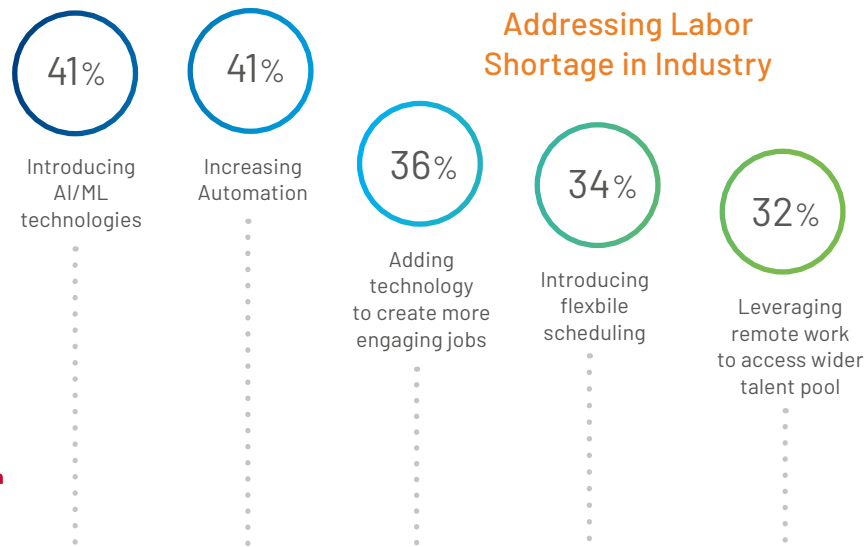 Addressing Labor
Shortage in Industry
41%
Introducing
AI/ML
technologies
41%
Increasing
Automation
36%
Adding
technology
to create more
engaging jobs
34%
Introducing
flexbile
scheduling
32%
Leveraging
remote work
to access wider
talent pool